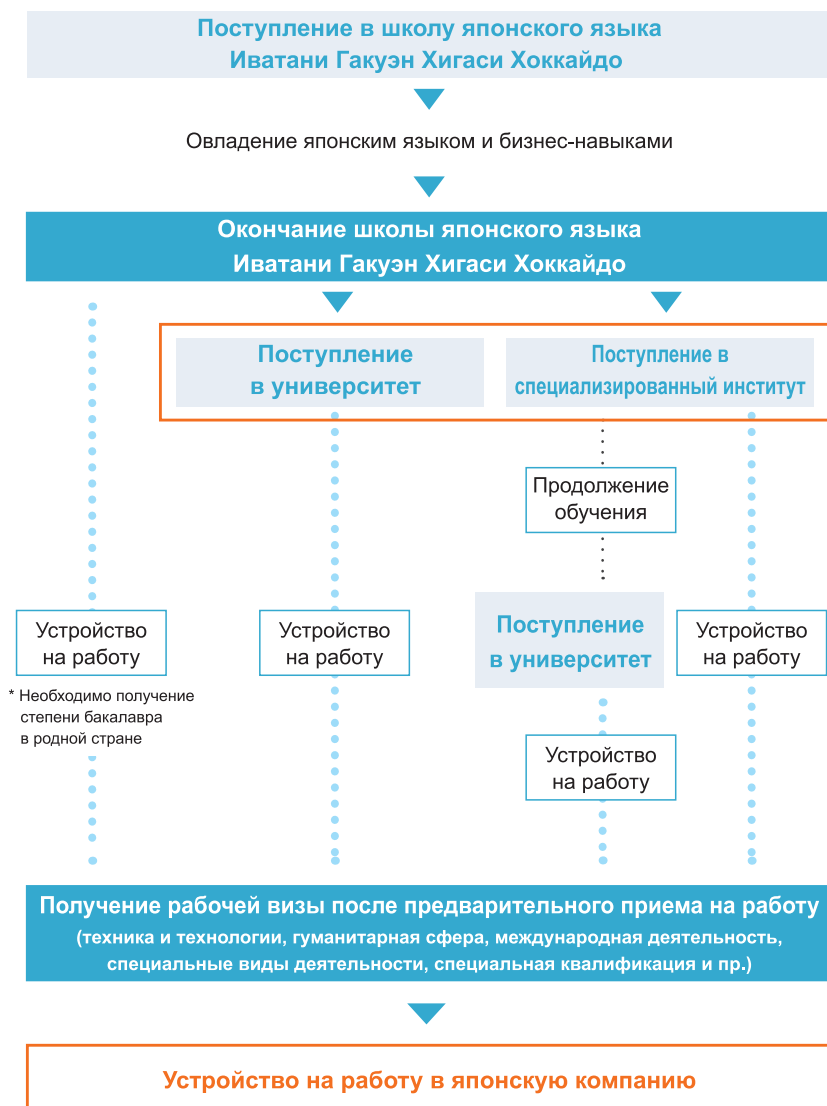 Поступление в школу японского языка
Иватани Гакуэн Хигаси Хоккайдо
Овладение японским языком и бизнес-навыками
Окончание школы японского языка
Иватани Гакуэн Хигаси Хоккайдо
Поступление
в университет
Поступление в
специализированный институт
Продолжение
обучения
Устройство
на работу
* Необходимо получение
степени бакалавра
в родной стране
Устройство
на работу
Поступление
в университет
Устройство
на работу
Устройство
на работу
Получение рабочей визы после предварительного приема на работу
(техника и технологии, гуманитарная сфера, международная деятельность,
специальные виды деятельности, специальная квалификация и пр.)
Устройство на работу в японскую компанию